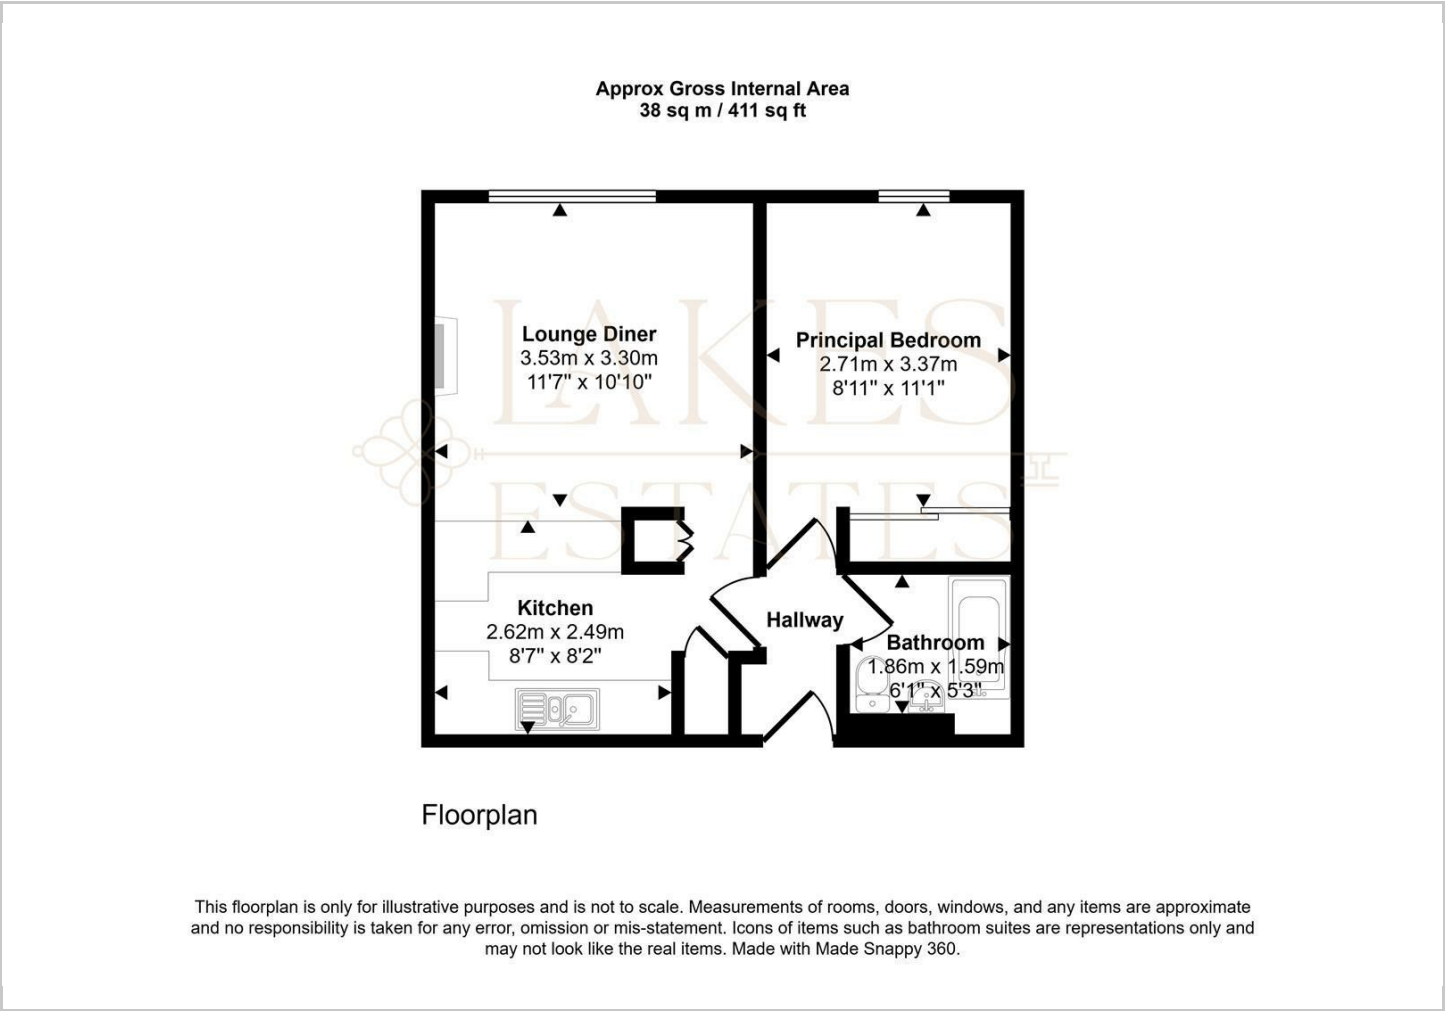 Approx Gross Internal Area
38 sq m / 411 sq ft
LAKES
ESTATES
Lounge Diner
3.53m x 3.30m
11'7" x 10'10"
Principal Bedroom
2.71m x 3.37m
8'11" x 11'1"
Kitchen
2.62m x 2.49m
8'7" x 8'2"
Hallway
Bathroom
1.86m x 1.59m
6'1" x 5'3"
Floorplan
This floorplan is only for illustrative purposes and is not to scale. Measurements of rooms, doors, windows, and any items are approximate
and no responsibility is taken for any error, omission or mis-statement. Icons of items such as bathroom suites are representations only and
may not look like the real items. Made with Made Snappy 360.